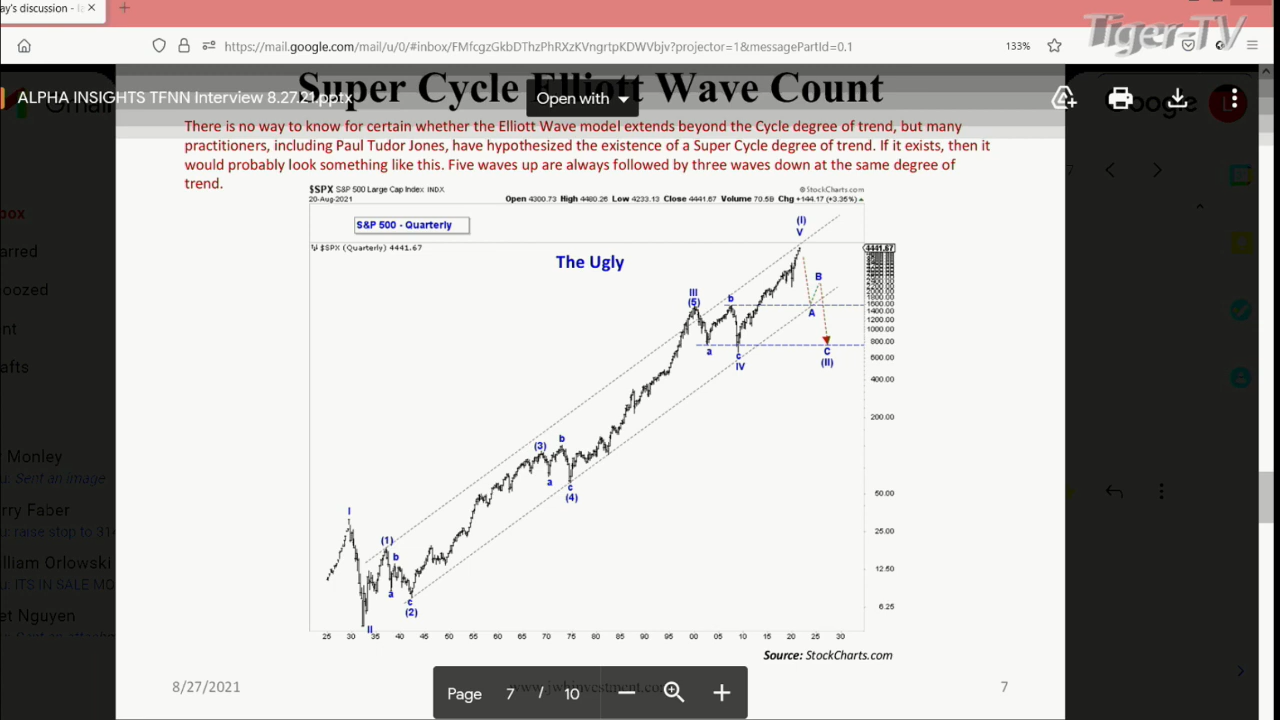 ay's discussion - la
Tiger-TV
https://mail.google.com/mail/u/0/#inbox/FMfcgzGkbDThzPhRXzKVngrtpKDWVbjv?projector=1&messagePartId=0.1
133%
Super Cycle Elliott Wave Count
ALPHA INSIGHTS TFNN Interview 8.27.21.pptx
Open with
There is no way to know for certain whether the Elliott Wave model extends beyond the Cycle degree of trend, but many
practitioners, including Paul Tudor Jones, have hypothesized the existence of a Super Cycle degree of trend. If it exists, then it
would probably look something like this. Five waves up are always followed by three waves down at the same degree of
trend.
$SPX S&P 500 Large Cap Index INDX
© StockCharts.com
20-Aug-2021
Open 4300.73 High 4480.26 Low 4233.13 Close 4441.67 Volume 70.5B Chg +144.17 (+3.35%)
S&P 500 - Quarterly
$SPX (Quarterly) 4441.67
The Ugly
(I)
V
4441.67
B
III
(5)
b
A
a
c
IV
C
(II)
1800.00
1600.00
1400.00
1200.00
1000.00
800.00
600.00
400.00
200.00
50.00
25.00
12.50
6.25
(3)
b
a
c
(4)
I
(1)
b
a
c
(2)
II
25 30 35 40 45 50 55 60 65 70 75 80 85 90 95 00 05 10 15 20 25 30
Source: StockCharts.com
box
arred
oozed
nt
afts
y Monley
u: Sent an image
rry Faber
u: raise stop to 31
illiam Orlowski
u: ITS IN SALE MO
et Nguyen
8/27/2021
7
Page 7 / 10